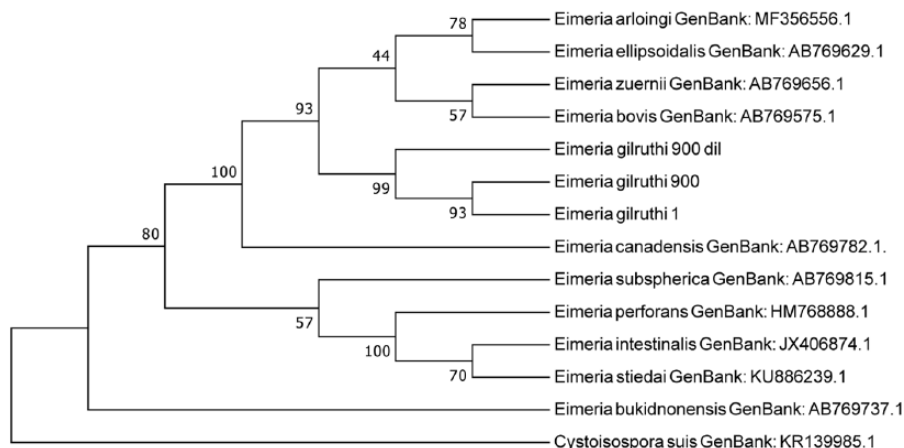 78
Eimeria arloingi GenBank: MF356556.1
44
Eimeria ellipsoidalis GenBank: AB769629.1
93
Eimeria zuernii GenBank: AB769656.1
57
Eimeria bovis GenBank: AB769575.1
100
Eimeria gilruthi 900 dil
99
Eimeria gilruthi 900
93
Eimeria gilruthi 1
80
Eimeria canadensis GenBank: AB769782.1.
Eimeria subspherica GenBank: AB769815.1
57
Eimeria perforans GenBank: HM768888.1
100
Eimeria intestinalis GenBank: JX406874.1
70
Eimeria stiedai GenBank: KU886239.1
Eimeria bukidnonensis GenBank: AB769737.1
Cystoisospora suis GenBank: KR139985.1